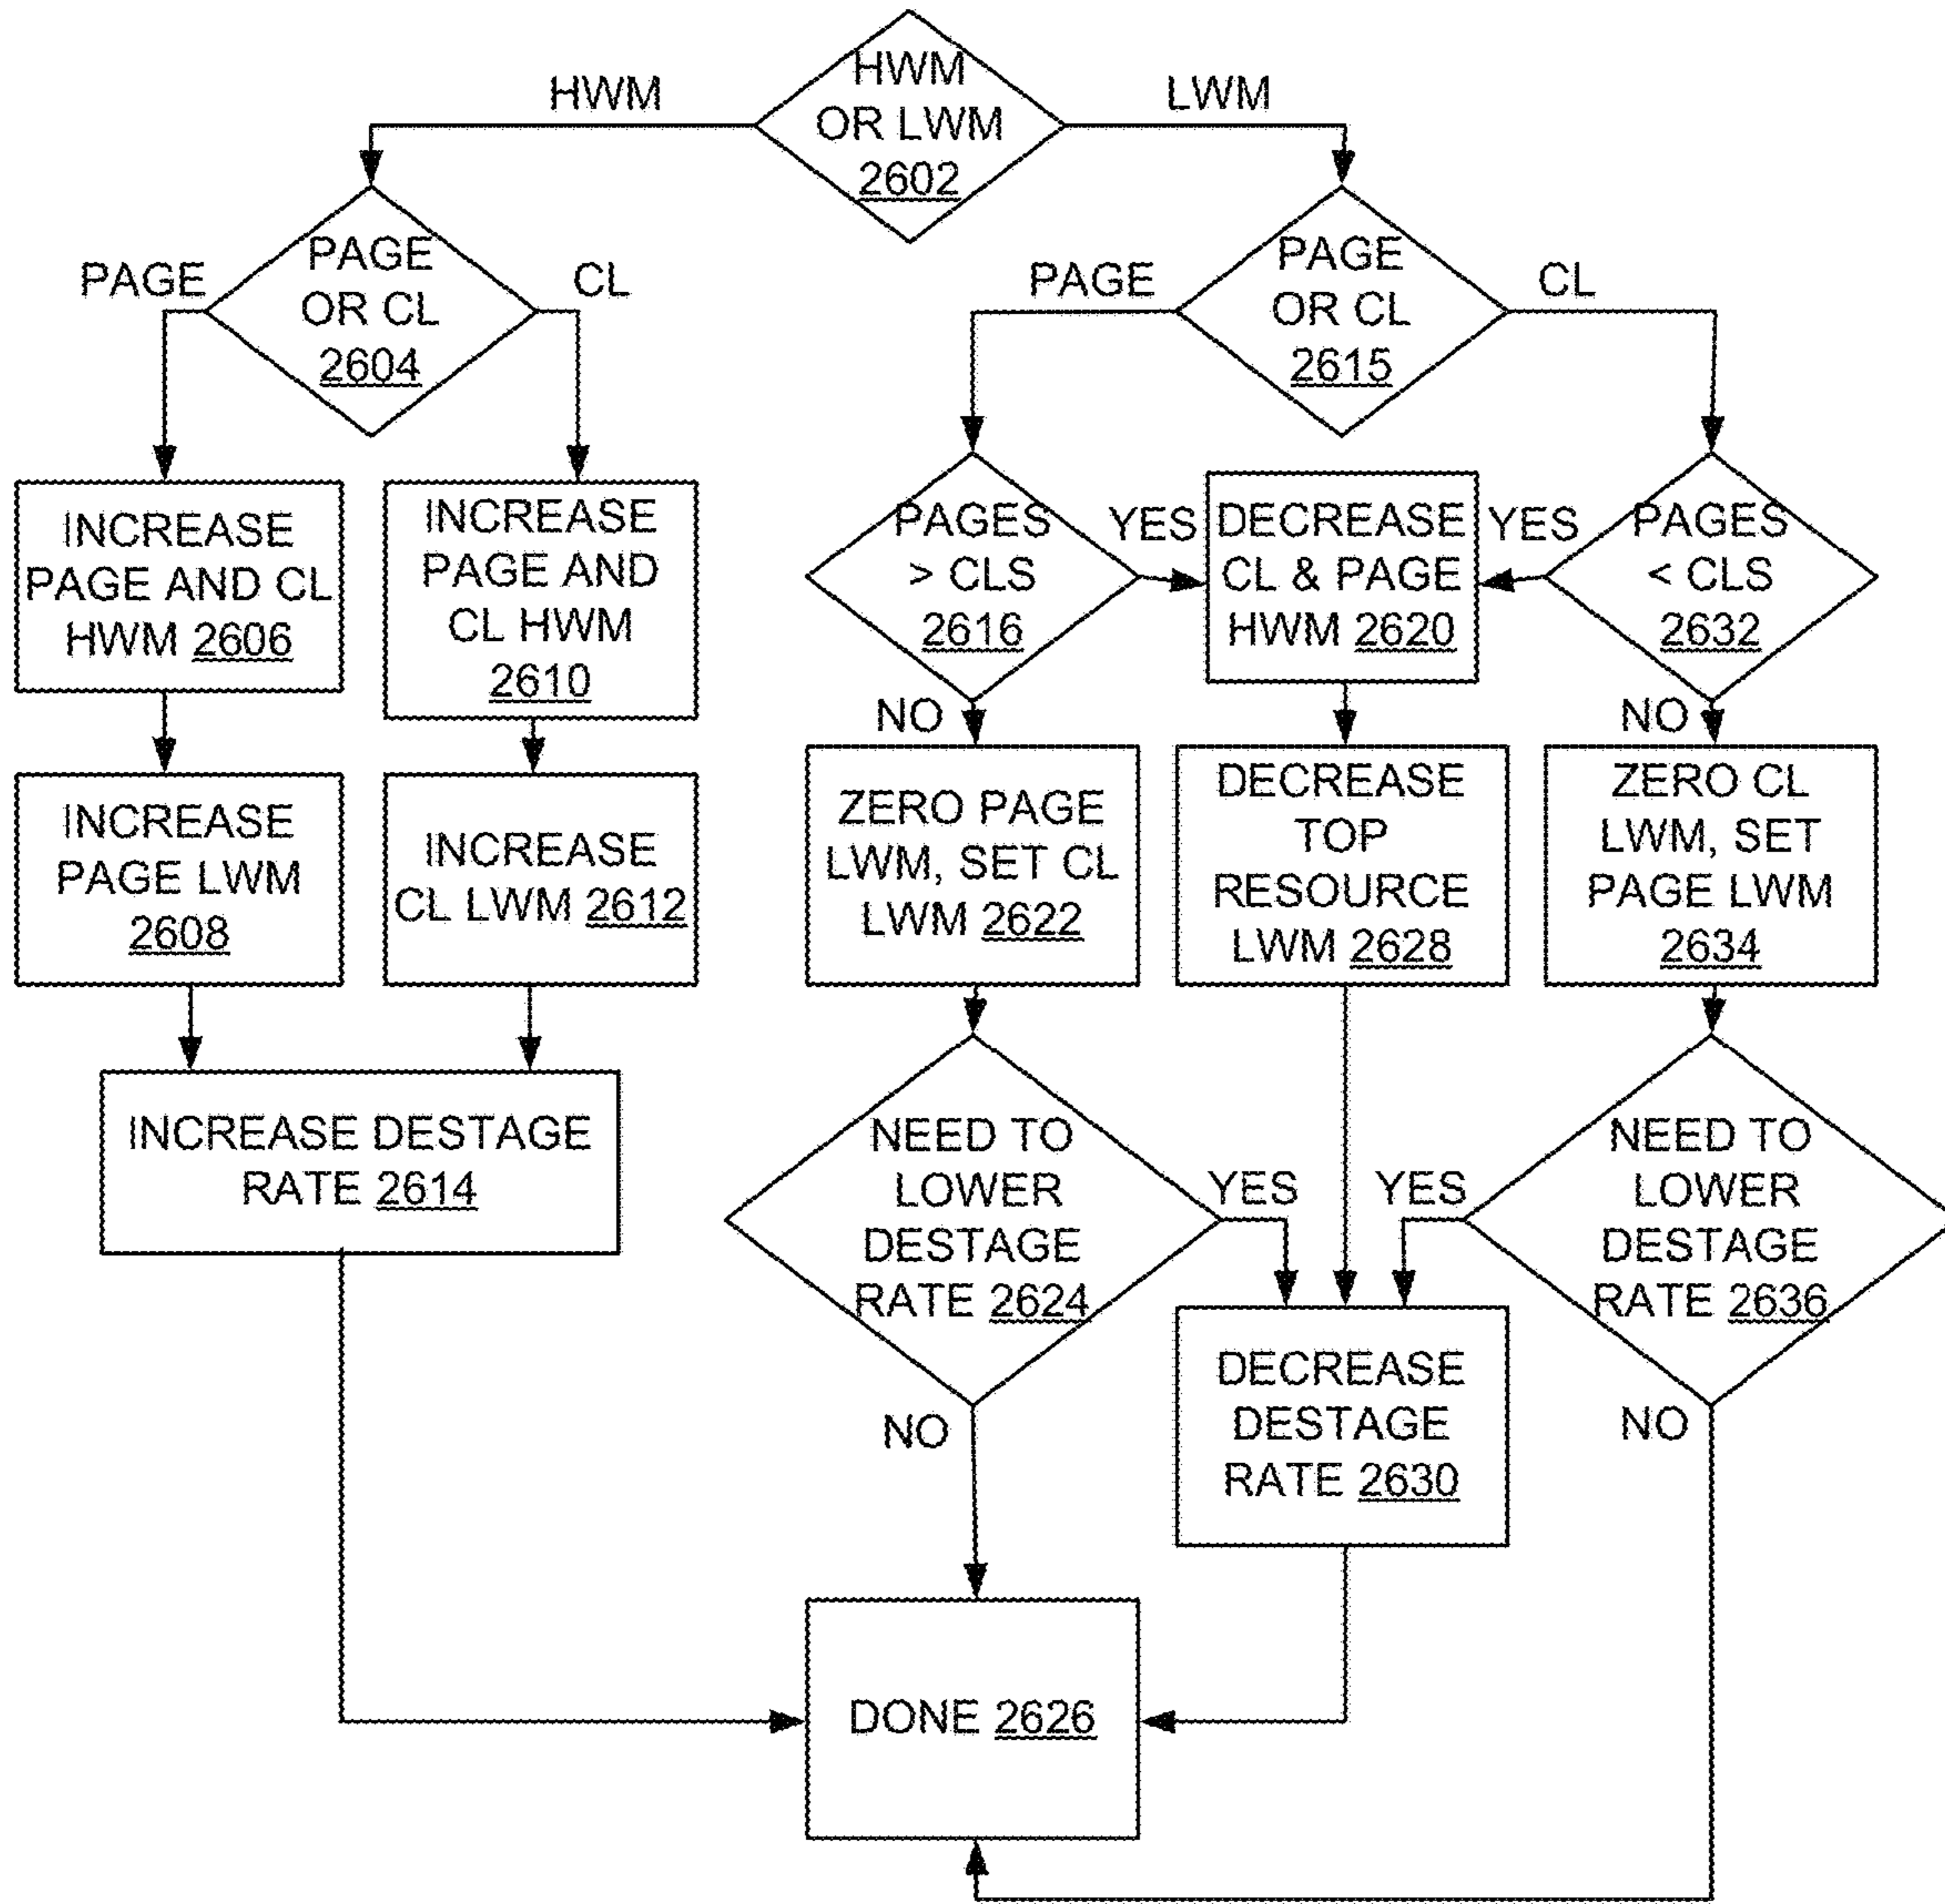 HWM
OR LWM
2602
HWM
LWM
PAGE
OR CL
2604
PAGE
CL
PAGE
OR CL
2615
PAGE
CL
INCREASE
PAGE AND CL
HWM 2606
INCREASE
PAGE AND
CL HWM
2610
PAGES
> CLS
2616
YES
NO
DECREASE
CL & PAGE
HWM 2620
YES
PAGES
< CLS
2632
NO
INCREASE
PAGE LWM
2608
INCREASE
CL LWM 2612
ZERO PAGE
LWM, SET CL
LWM 2622
DECREASE
TOP
RESOURCE
LWM 2628
ZERO CL
LWM, SET
PAGE LWM
2634
INCREASE DESTAGE
RATE 2614
NEED TO
LOWER
DESTAGE
RATE 2624
YES
NO
YES
NEED TO
LOWER
DESTAGE
RATE 2636
NO
DECREASE
DESTAGE
RATE 2630
DONE 2626